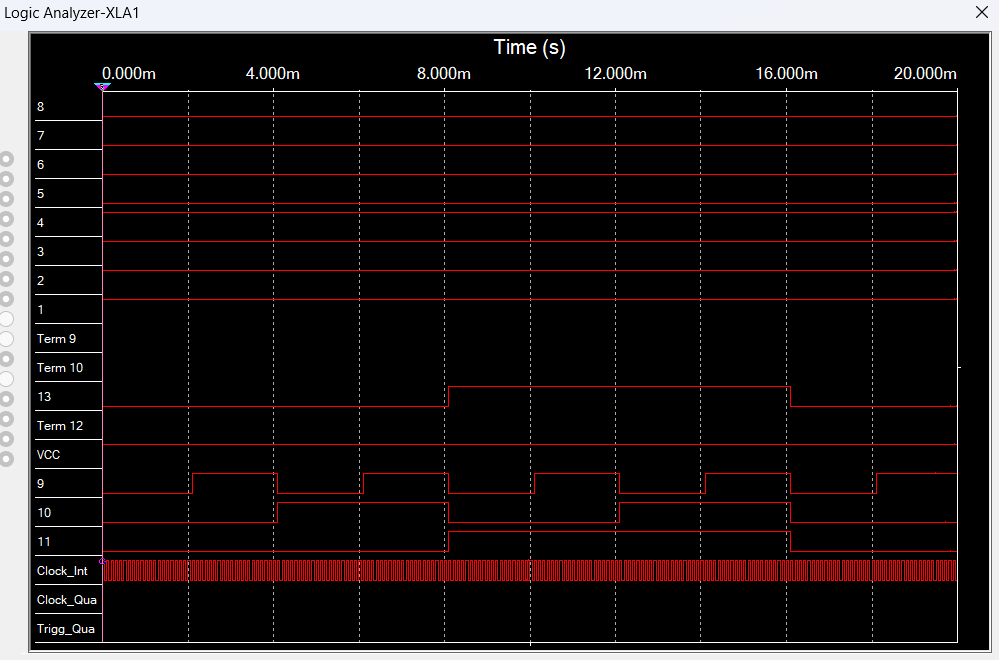 Logic Analyzer-XLA1
Time (s)
0.000m 4.000m 8.000m 12.000m 16.000m 20.000m
8
7
6
5
4
3
2
1
Term 9
Term 10
13
Term 12
VCC
9
10
11
Clock_Int
Clock_Qua
Trigg_Qua